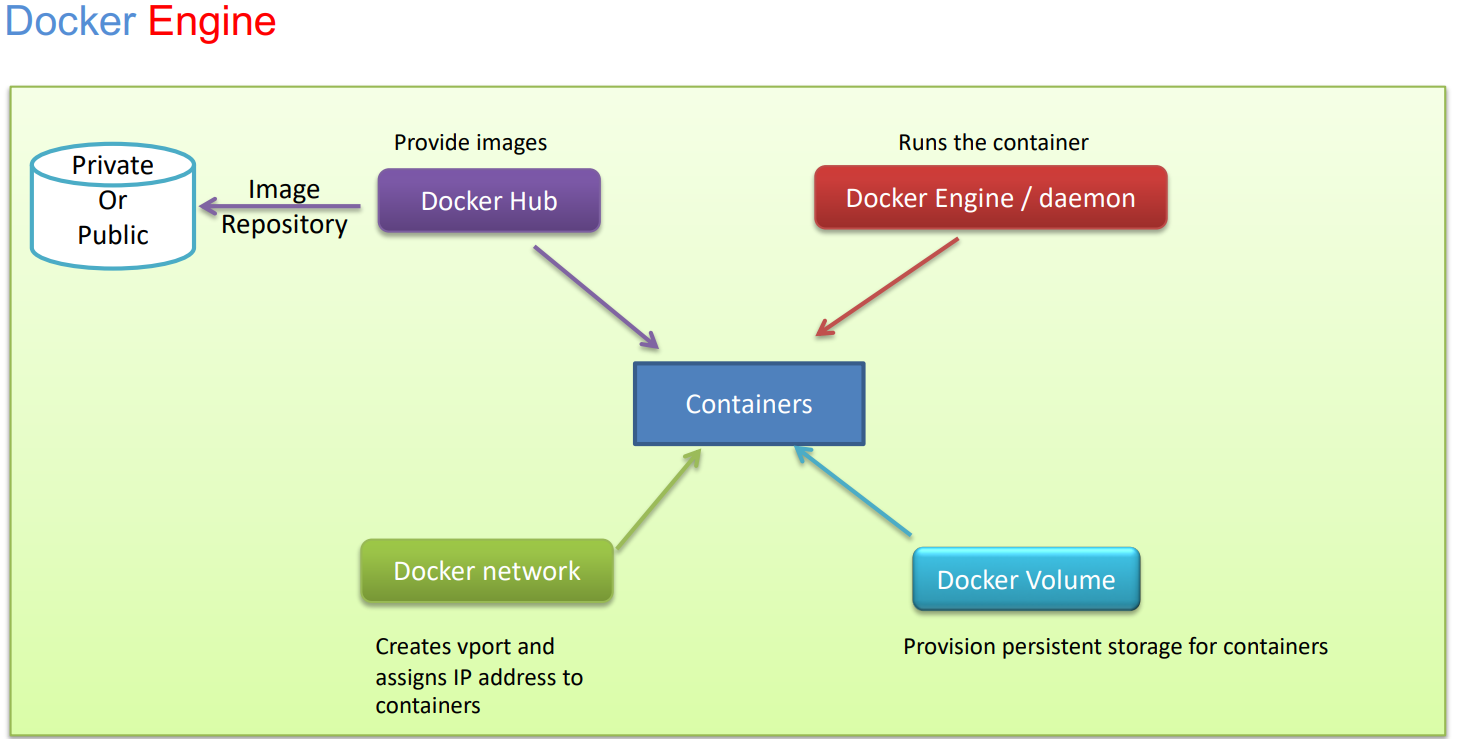 Docker Engine
Provide images
Runs the container
Private
Or
Public
Image
Repository
Docker Hub
Docker Engine / daemon
Containers
Docker network
Docker Volume
Creates vport and
assigns IP address to
containers
Provision persistent storage for containers